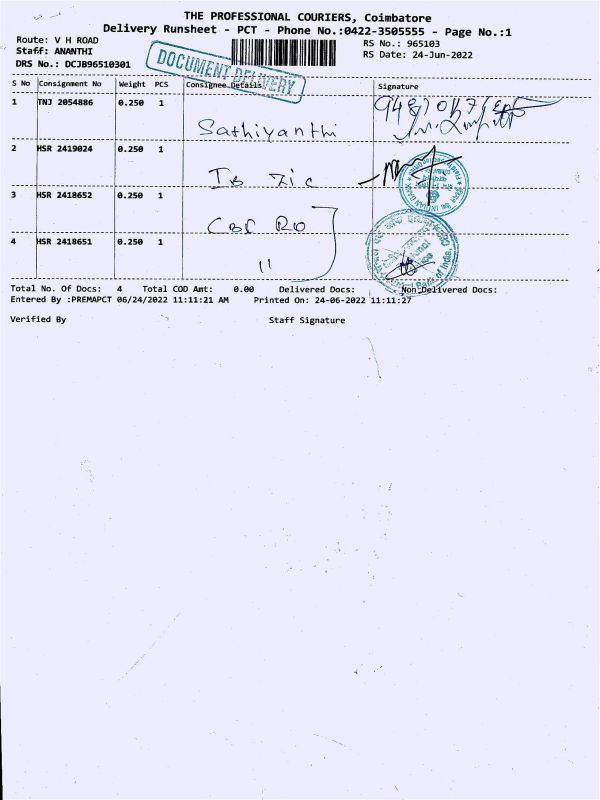 THE PROFESSIONAL COURIERS, Coimbatore
Delivery Runsheet - PCT - Phone No.:0422-3505555 - Page No.:1
Route: V H ROAD
RS No.: 965103
Staff: ANANTHI
RS Date: 24-Jun-2022
DRS No.: DCJB96510301
DOCUMENT DELIVERY
S No Consignment No Weight PCS Consignee Details Signature
1 TNJ 2054886 0.250 1
Sathiyanthi
2 HSR 2419024 0.250 1
IB
3 HSR 2418652 0.250 1
CBI RO
4 HSR 2418651 0.250 1
"
Total No. Of Docs: 4 Total COD Amt: 0.00 Delivered Docs: Non Delivered Docs:
Entered By :PREMAPCT 06/24/2022 11:11:21 AM Printed On: 24-06-2022 11:11:27
Verified By Staff Signature